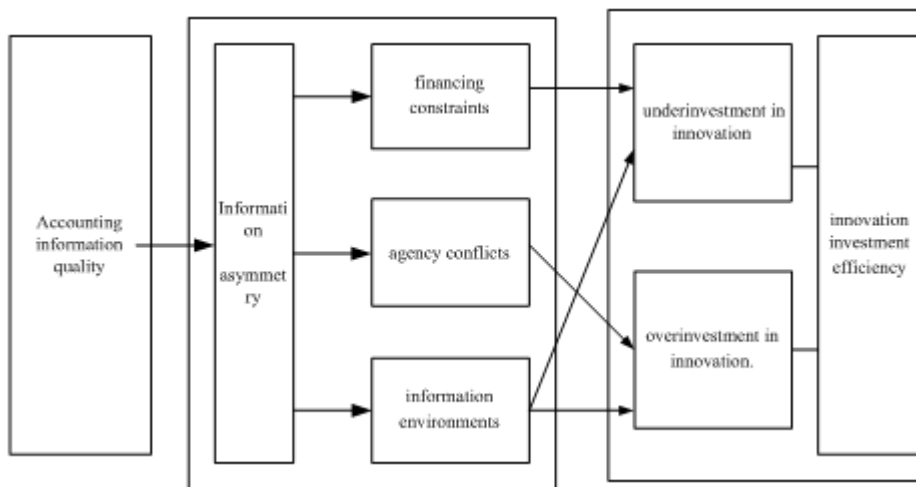 Accounting
information
quality
Informati
on
asymmet
ry
financing
constraints
agency conflicts
information
environments
underinvestment in
innovation
overinvestment in
innovation.
innovation
investment
efficiency